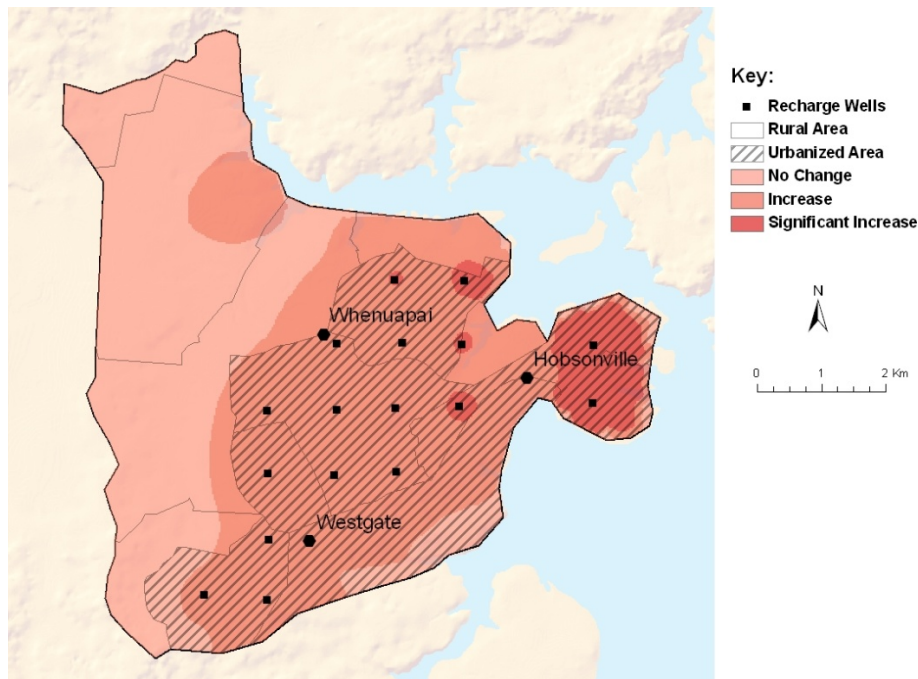 Key:
Recharge Wells
Rural Area
Urbanized Area
No Change
Increase
Significant Increase
N
0 1 2 Km
Whenuapai
Hobsonville
Westgate